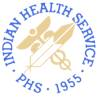 INDIAN HEALTH SERVICE
PHS · 1955